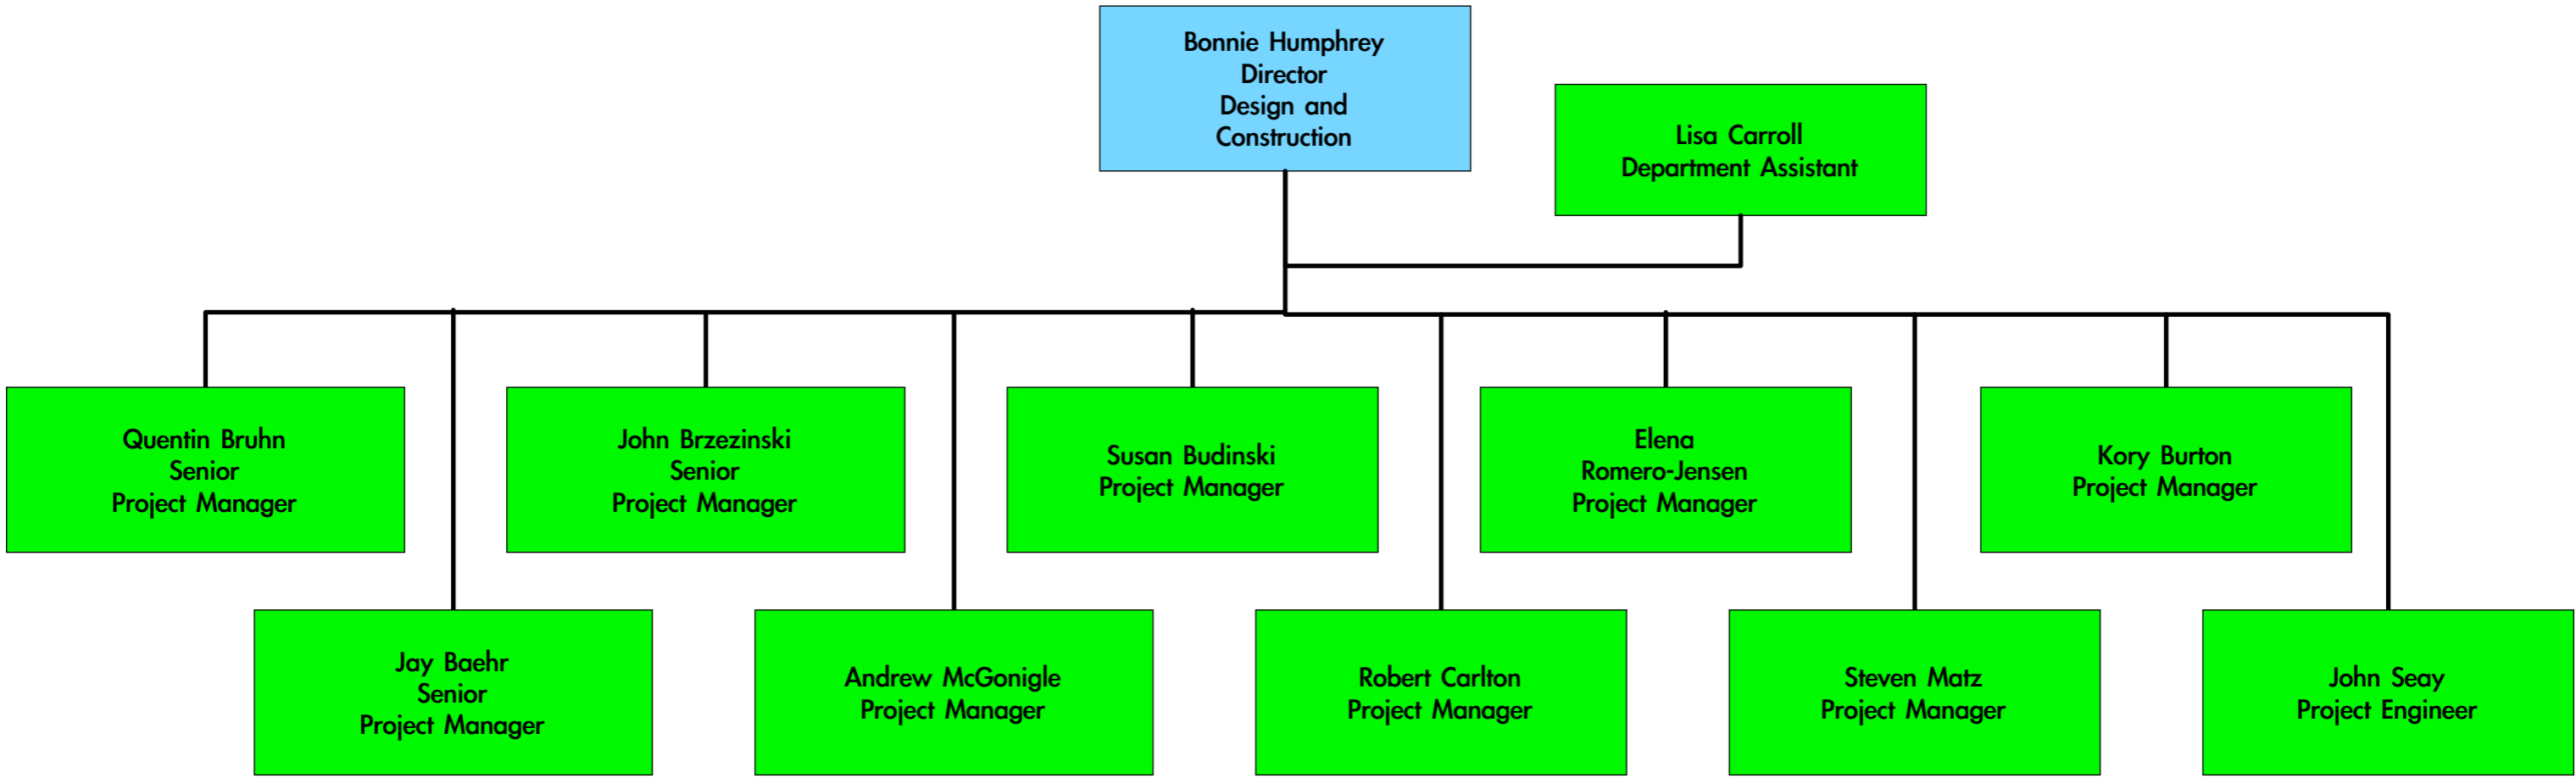 Bonnie Humphrey
Director
Design and
Construction
Lisa Carroll
Department Assistant
Quentin Bruhn
Senior
Project Manager
John Brzezinski
Senior
Project Manager
Susan Budinski
Project Manager
Elena
Romero-Jensen
Project Manager
Kory Burton
Project Manager
Jay Baehr
Senior
Project Manager
Andrew McGonigle
Project Manager
Robert Carlton
Project Manager
Steven Matz
Project Manager
John Seay
Project Engineer